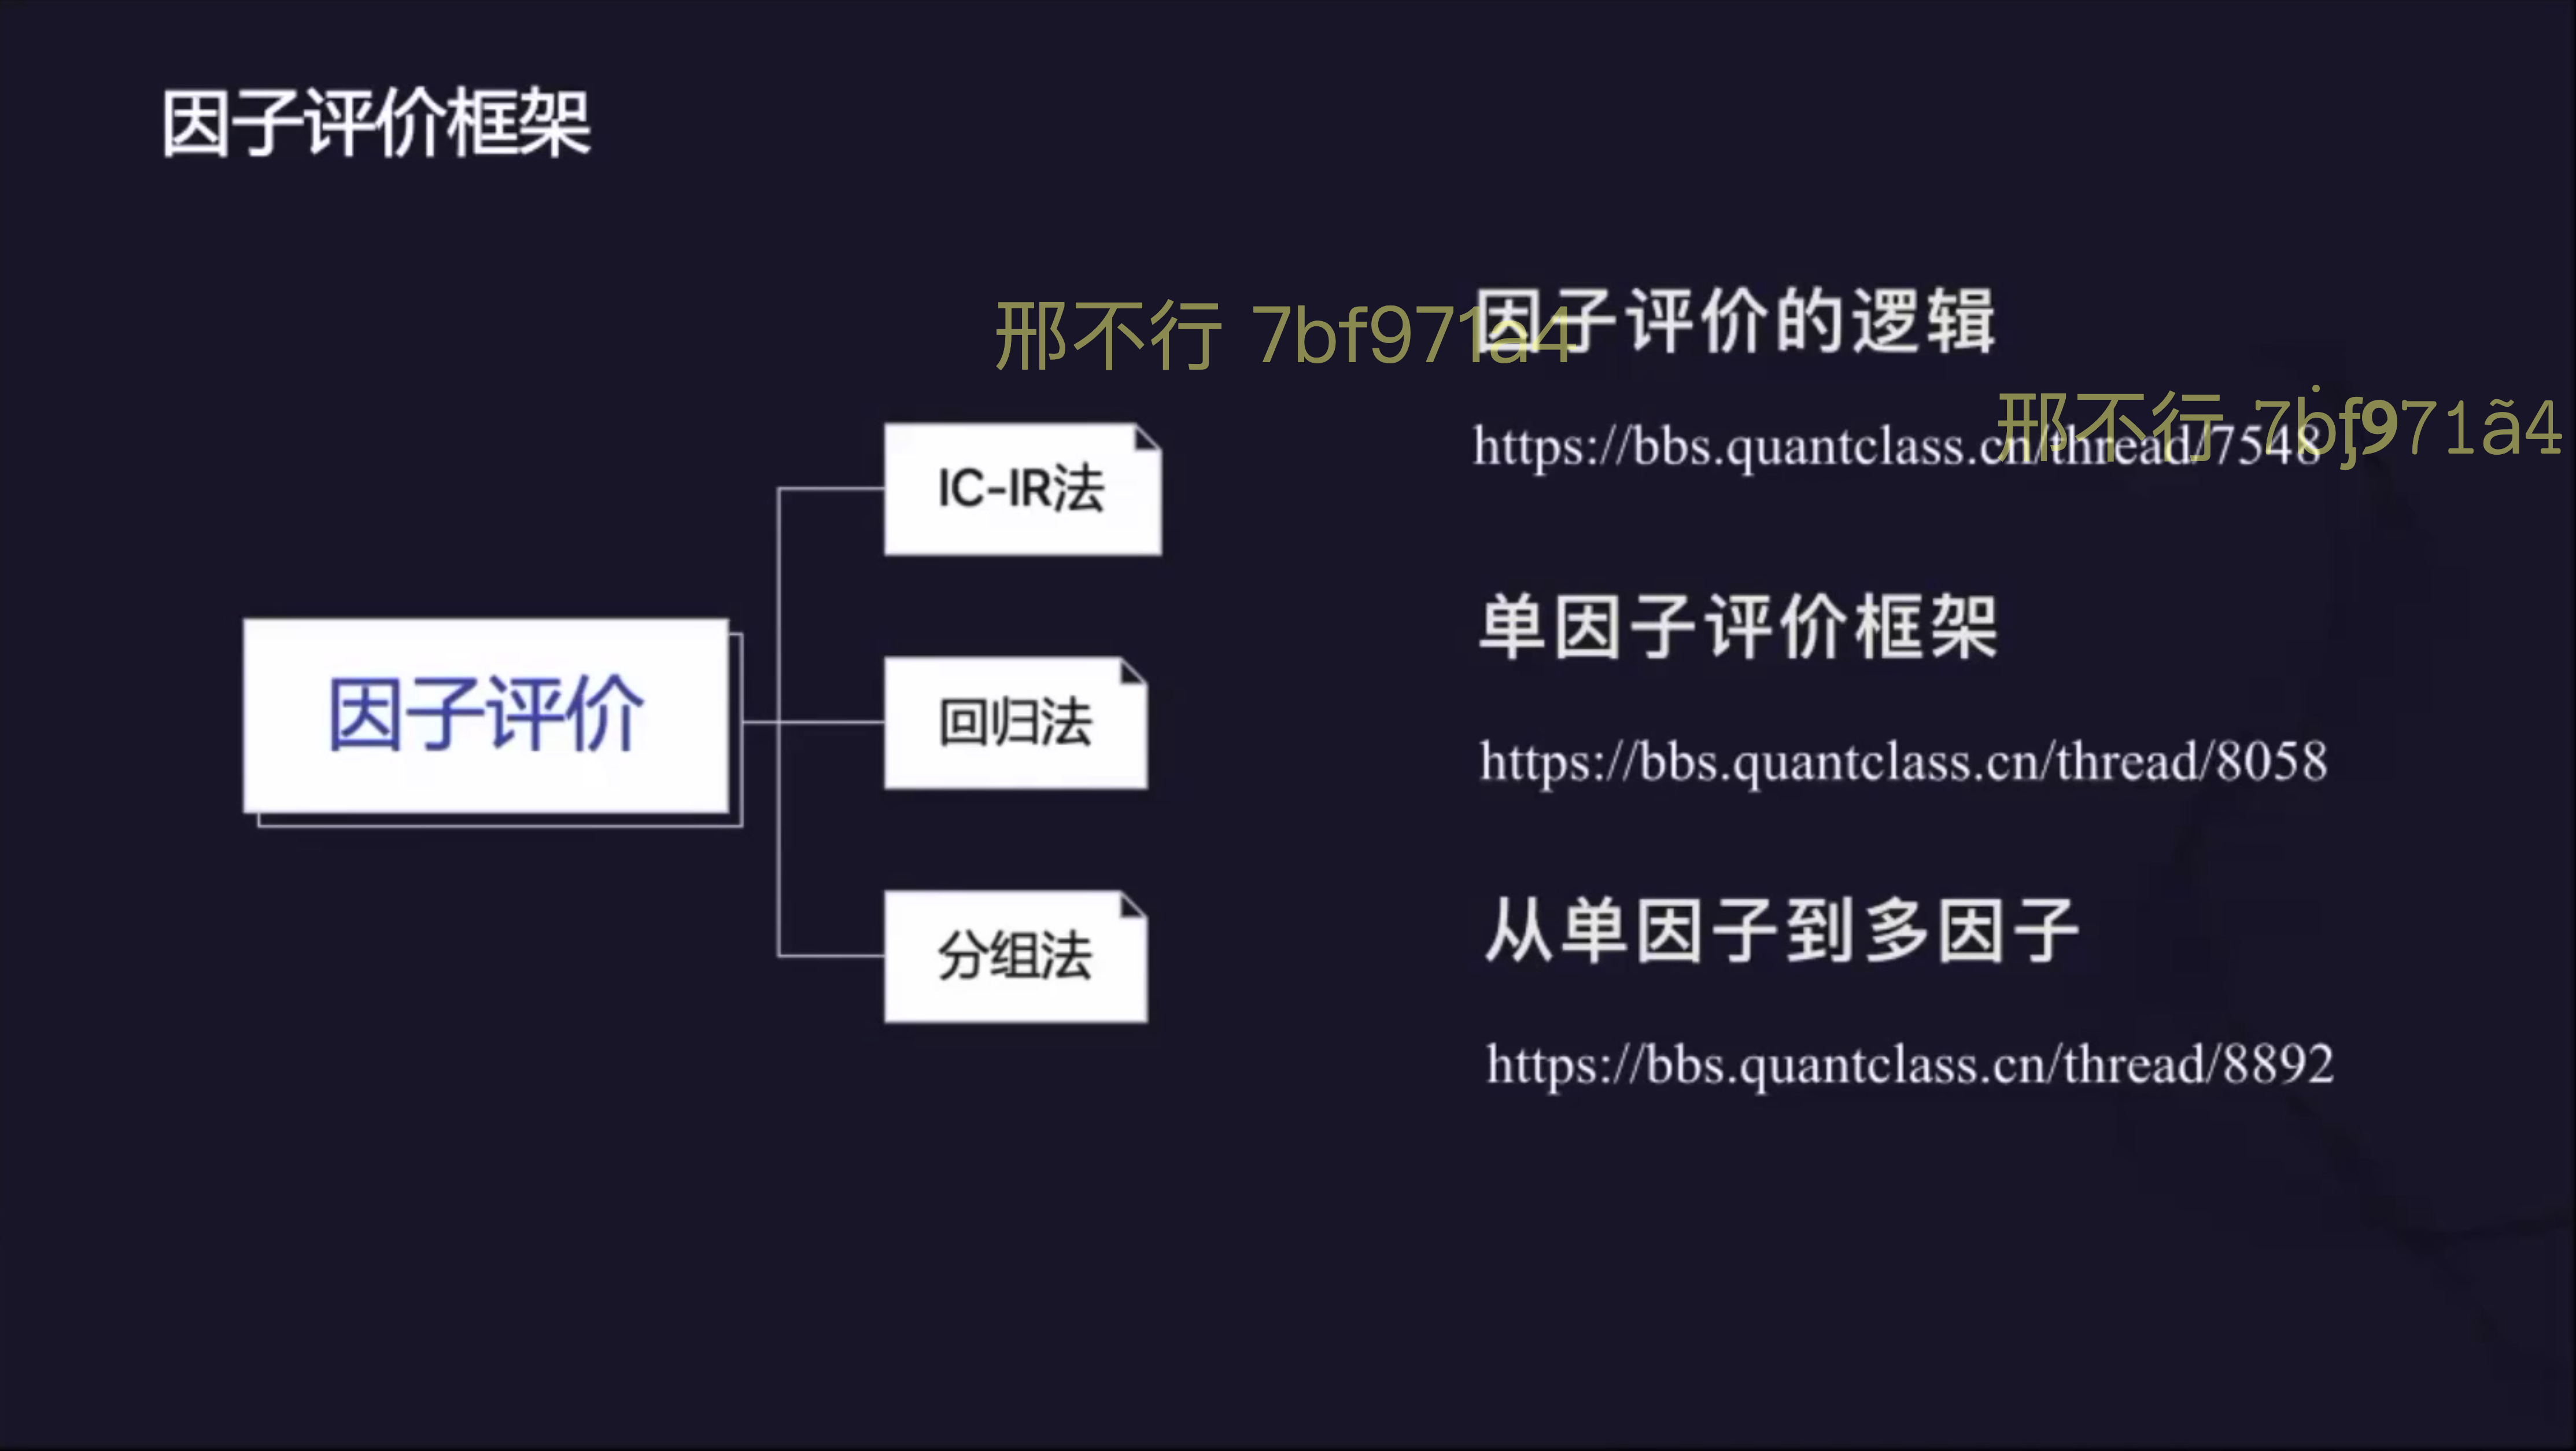 因子评价框架
因子评价
IC-IR法
回归法
分组法
因子评价的逻辑
https://bbs.quantclass.cn/thread/7548
单因子评价框架
https://bbs.quantclass.cn/thread/8058
从单因子到多因子
https://bbs.quantclass.cn/thread/8892
邢不行 7bf971a4
邢不行 7bf971ã4